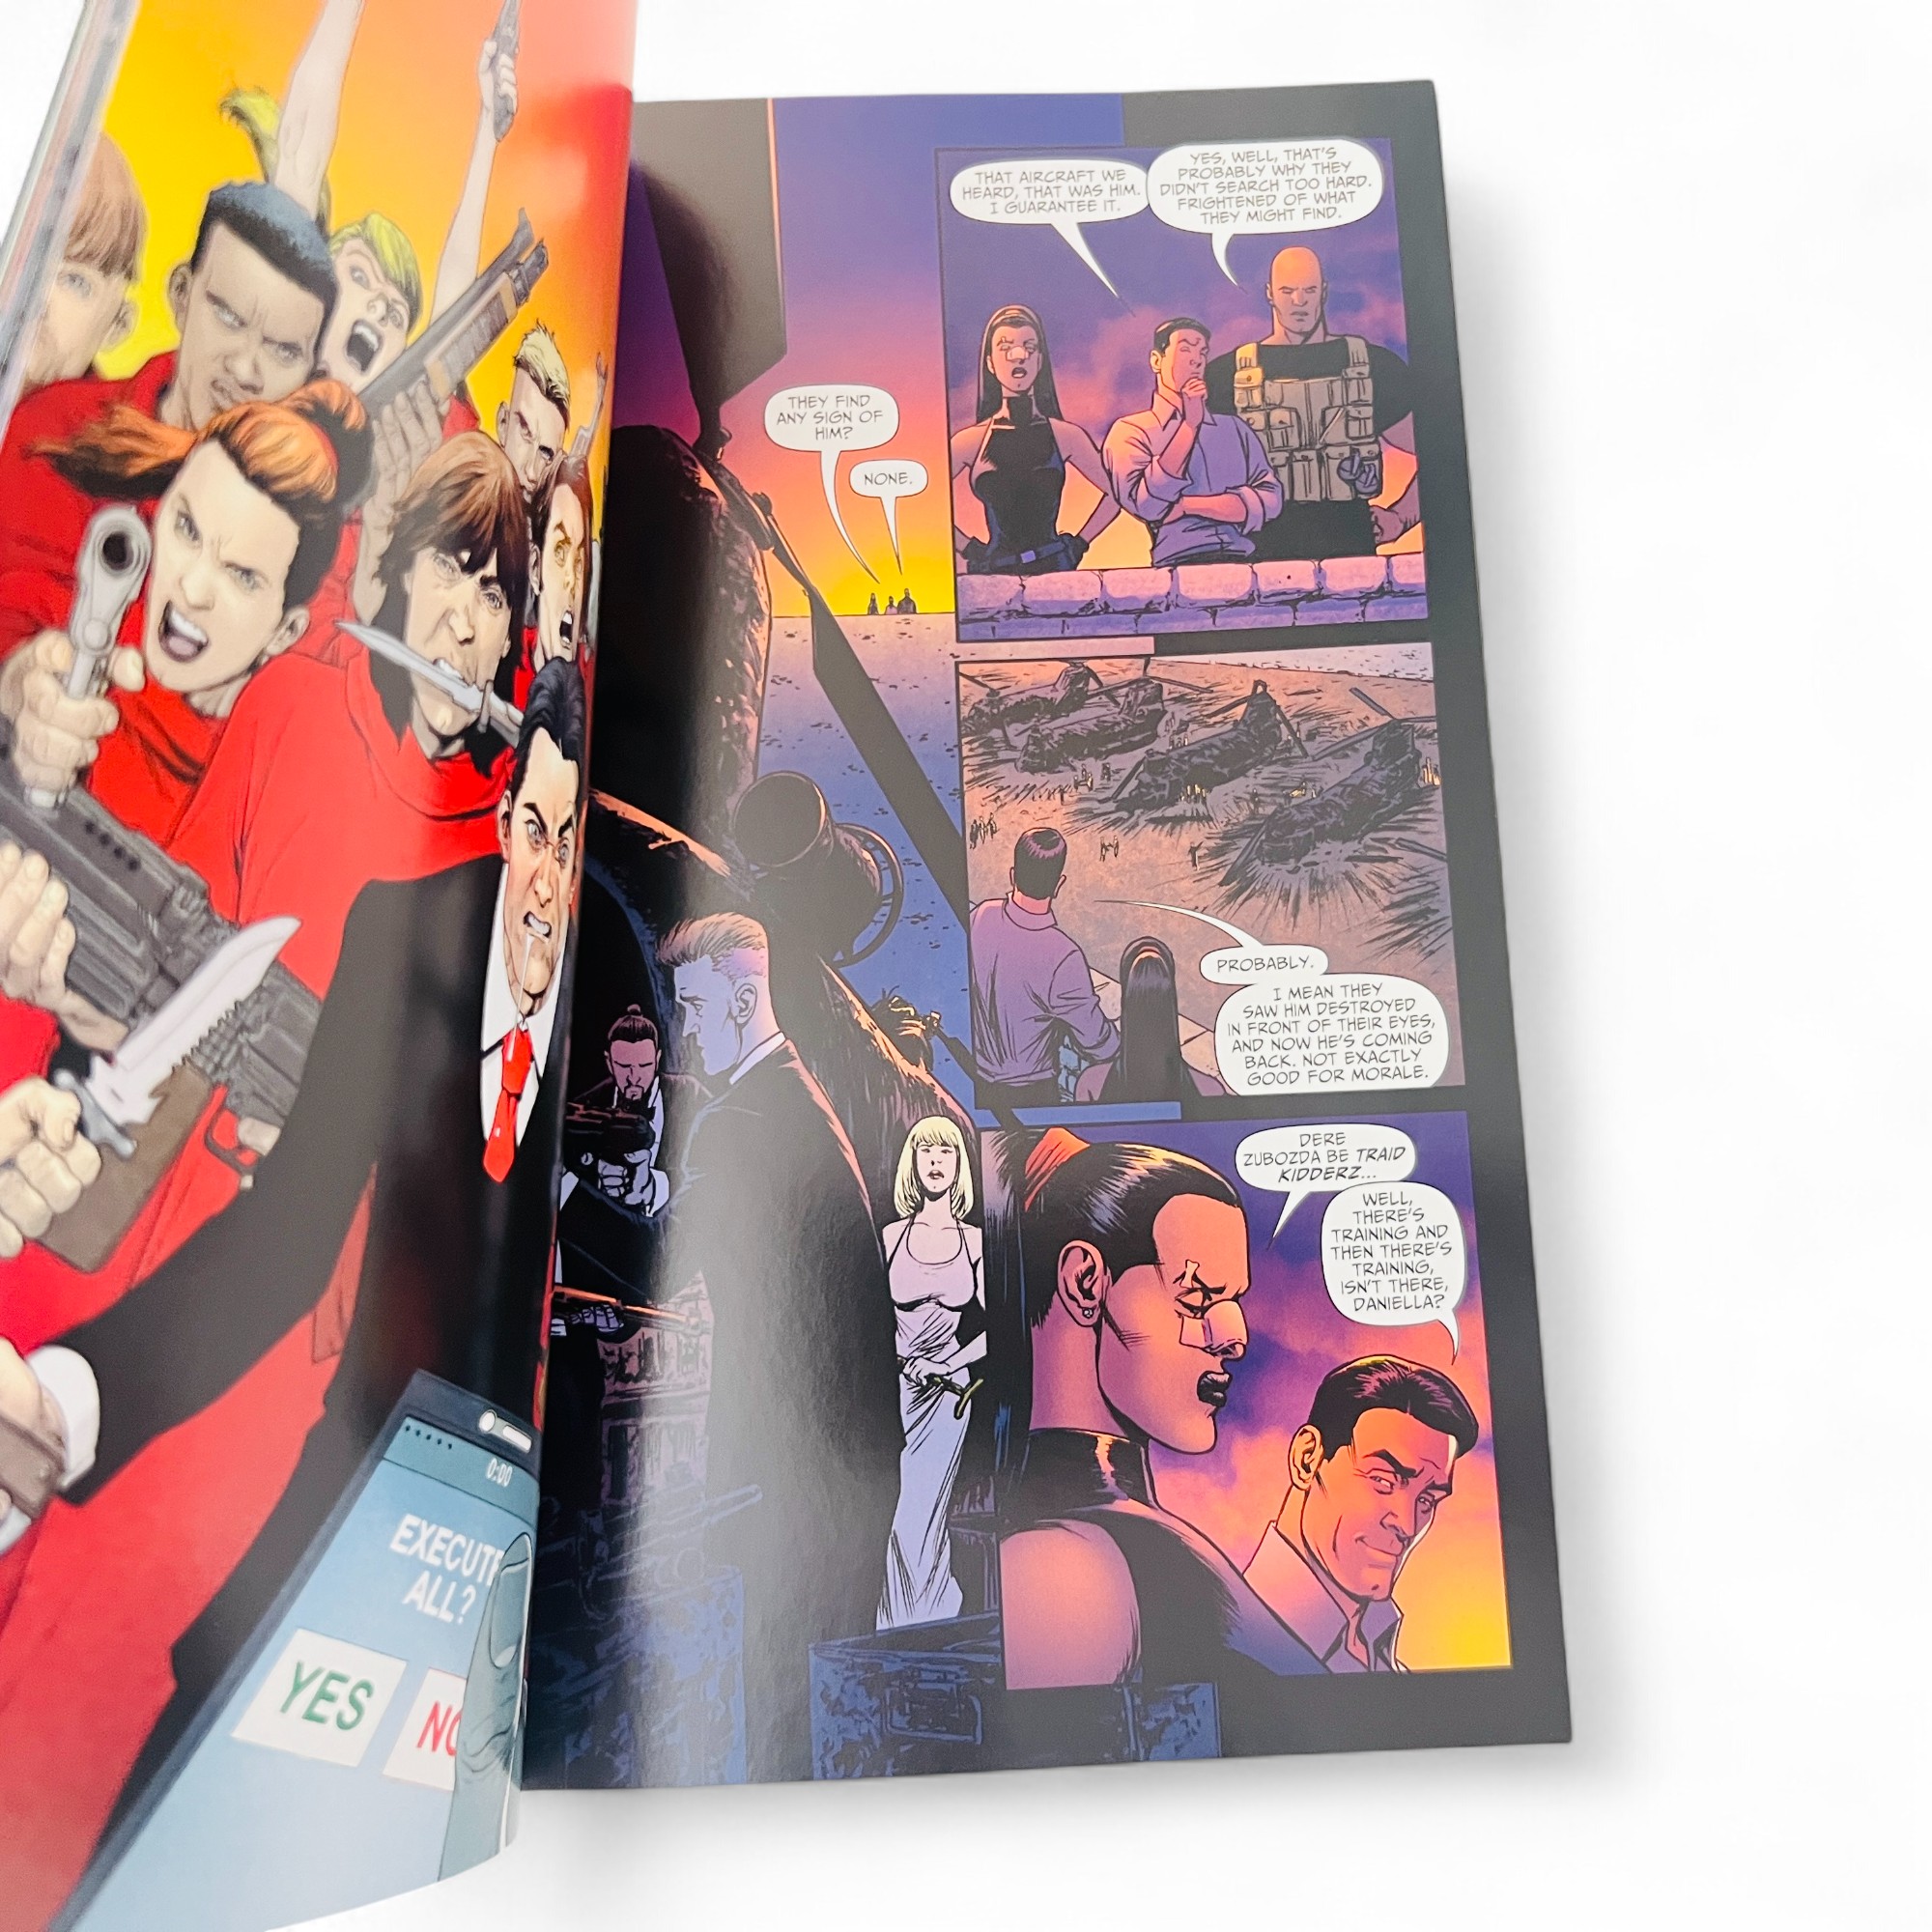 0:00
EXECUTE
ALL?
YES
NO
THEY FIND
ANY SIGN OF
HIM?
NONE.
THAT AIRCRAFT WE
HEARD, THAT WAS HIM.
I GUARANTEE IT.
YES, WELL, THAT'S
PROBABLY WHY THEY
DIDN'T SEARCH TOO HARD.
FRIGHTENED OF WHAT
THEY MIGHT FIND.
PROBABLY.
I MEAN THEY
SAW HIM DESTROYED
IN FRONT OF THEIR EYES,
AND NOW HE'S COMING
BACK. NOT EXACTLY
GOOD FOR MORALE.
DERE
ZUBOZDA BE TRAID
KIDDERZ...
WELL,
THERE'S
TRAINING AND
THEN THERE'S
TRAINING,
ISN'T THERE,
DANIELLA?